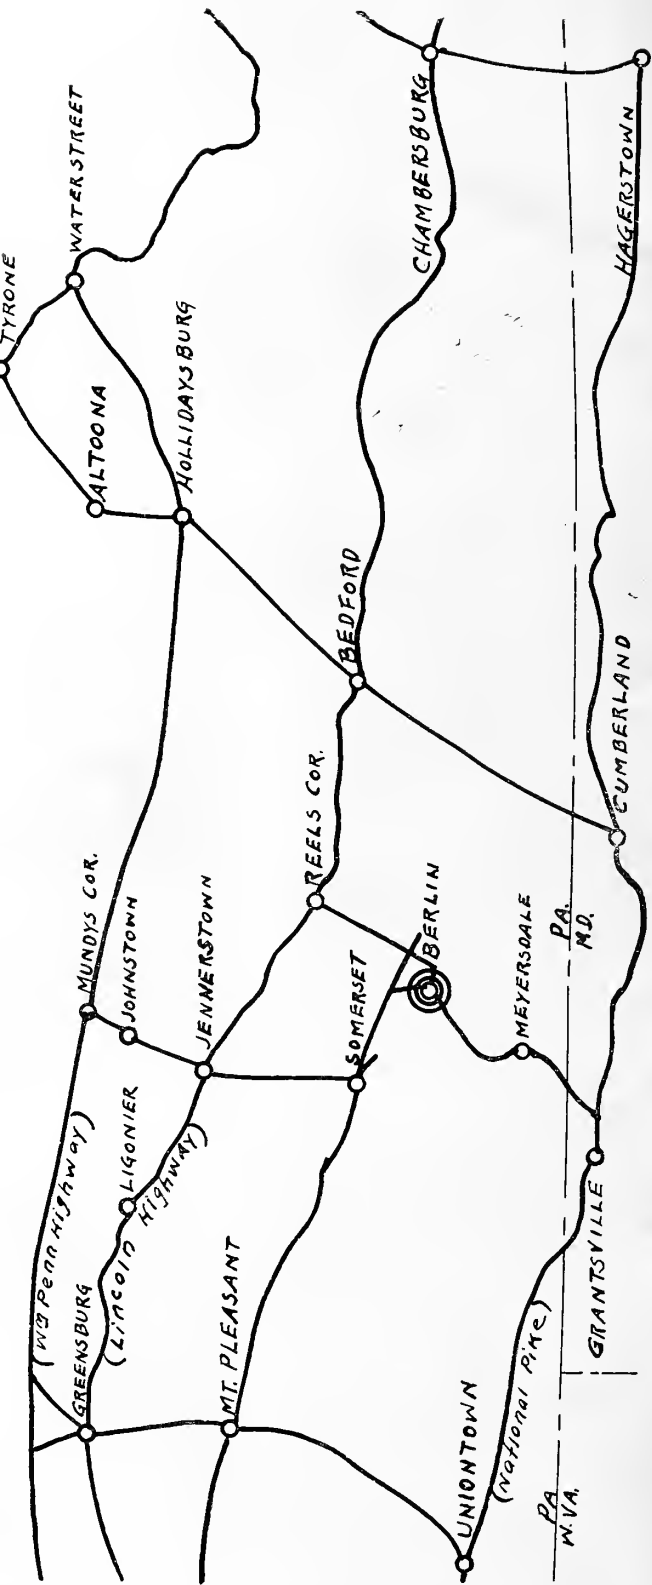 TYRONE
WATERSTREET
ALTOONA
HOLLIDAYSBURG
CHAMBERSBURG
HAGERSTOWN
BEDFORD
CUMBERLAND
REELS COR.
MUNDYS COR.
JOHNSTOWN
JENNERSTOWN
SOMERSET
BERLIN
MEYERSDALE
PA.
MD.
(Wm Penn Highway)
LIGONIER
(Lincoln Highway)
GREENSBURG
MT. PLEASANT
UNIONTOWN
(National Pike)
GRANTSVILLE
PA
W.VA.